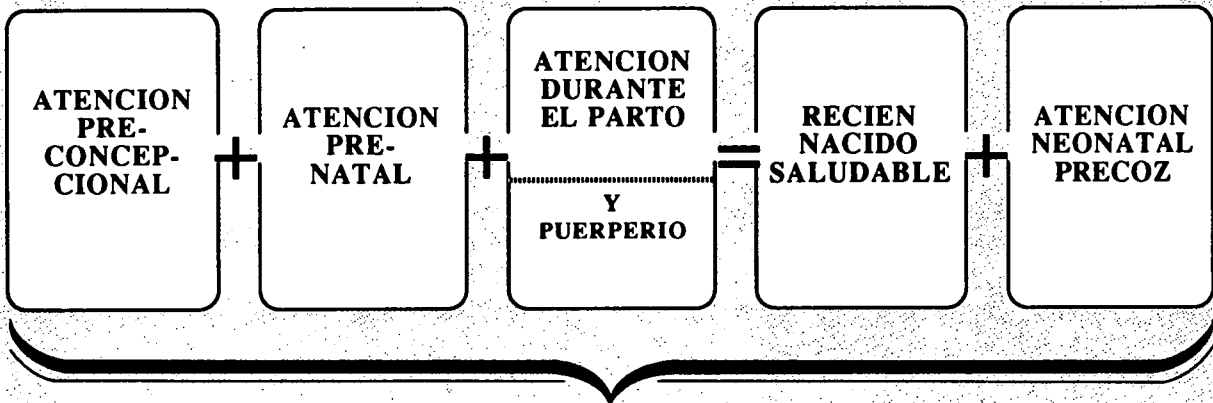 ATENCION
PRE-
CONCEP-
CIONAL
+
ATENCION
PRE-
NATAL
+
ATENCION
DURANTE
EL PARTO
Y
PUERPERIO
=
RECIEN
NACIDO
SALUDABLE
+
ATENCION
NEONATAL
PRECOZ